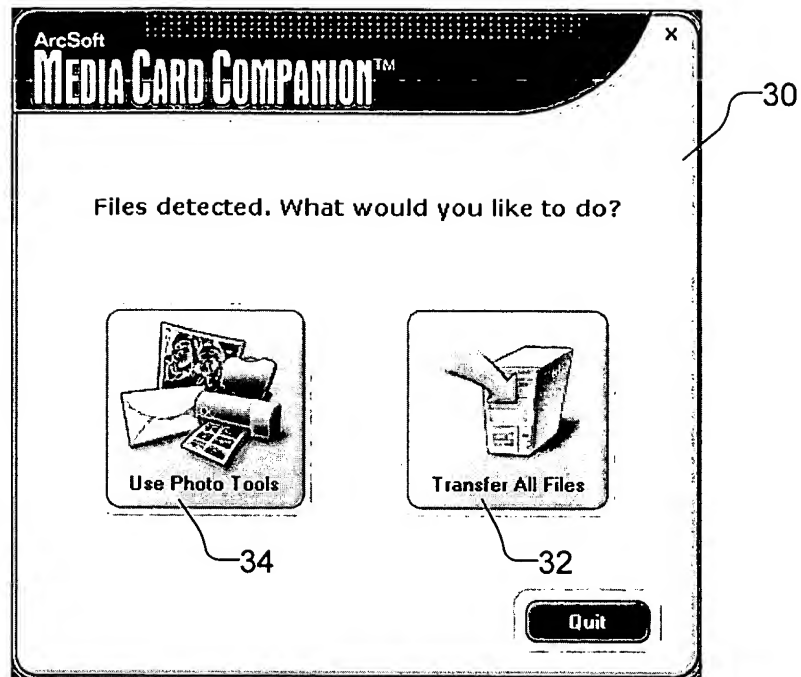 ArcSoft
MEDIA CARD COMPANION™
x
30
Files detected. What would you like to do?
Use Photo Tools
Transfer All Files
34
32
Quit